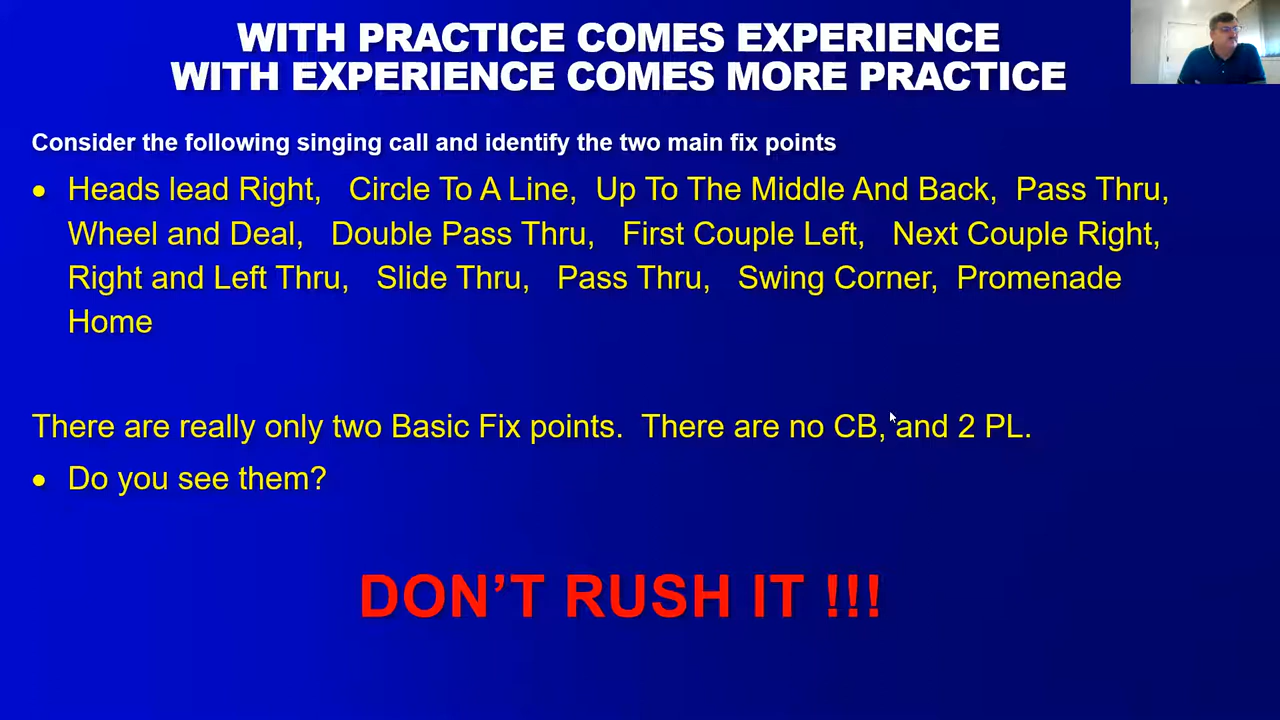 WITH PRACTICE COMES EXPERIENCE
WITH EXPERIENCE COMES MORE PRACTICE
Consider the following singing call and identify the two main fix points
• Heads lead Right, Circle To A Line, Up To The Middle And Back, Pass Thru,
Wheel and Deal, Double Pass Thru, First Couple Left, Next Couple Right,
Right and Left Thru, Slide Thru, Pass Thru, Swing Corner, Promenade
Home
There are really only two Basic Fix points. There are no CB, and 2 PL.
• Do you see them?
DON’T RUSH IT !!!